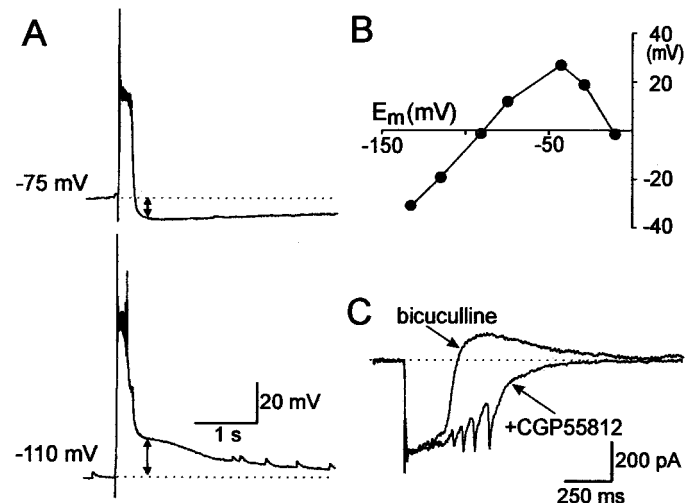 A
-75 mV
-110 mV
20 mV
1 s
B
40
(mV)
20
E_m(mV)
-150
-50
-20
-40
C
bicuculline
+CGP55812
200 pA
250 ms